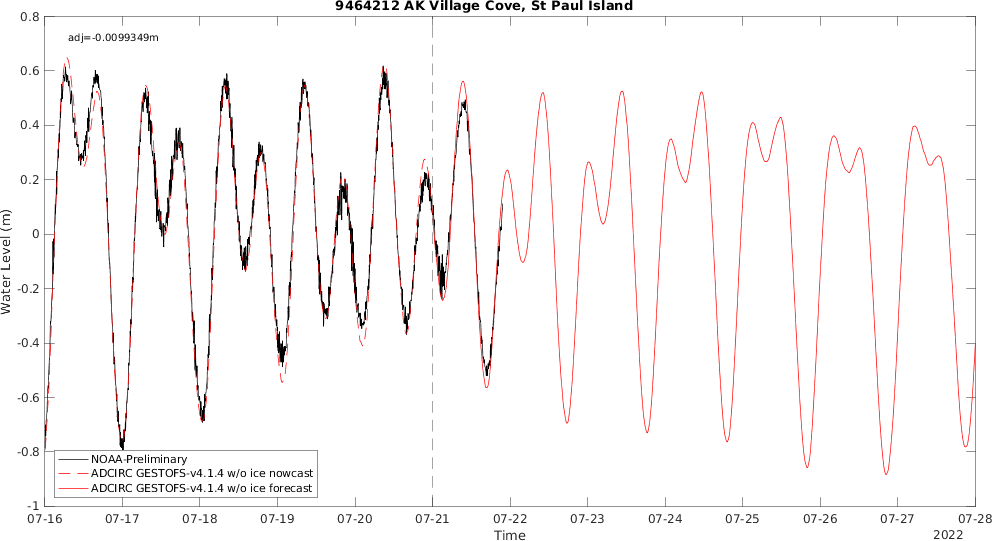 9464212 AK Village Cove, St Paul Island
adj=-0.0099349m
0.8
0.6
0.4
0.2
0
-0.2
-0.4
-0.6
-0.8
-1
Water Level (m)
NOAA-Preliminary
ADCIRC GESTOFS-v4.1.4 w/o ice nowcast
ADCIRC GESTOFS-v4.1.4 w/o ice forecast
07-16 07-17 07-18 07-19 07-20 07-21 07-22 07-23 07-24 07-25 07-26 07-27 07-28
Time
2022